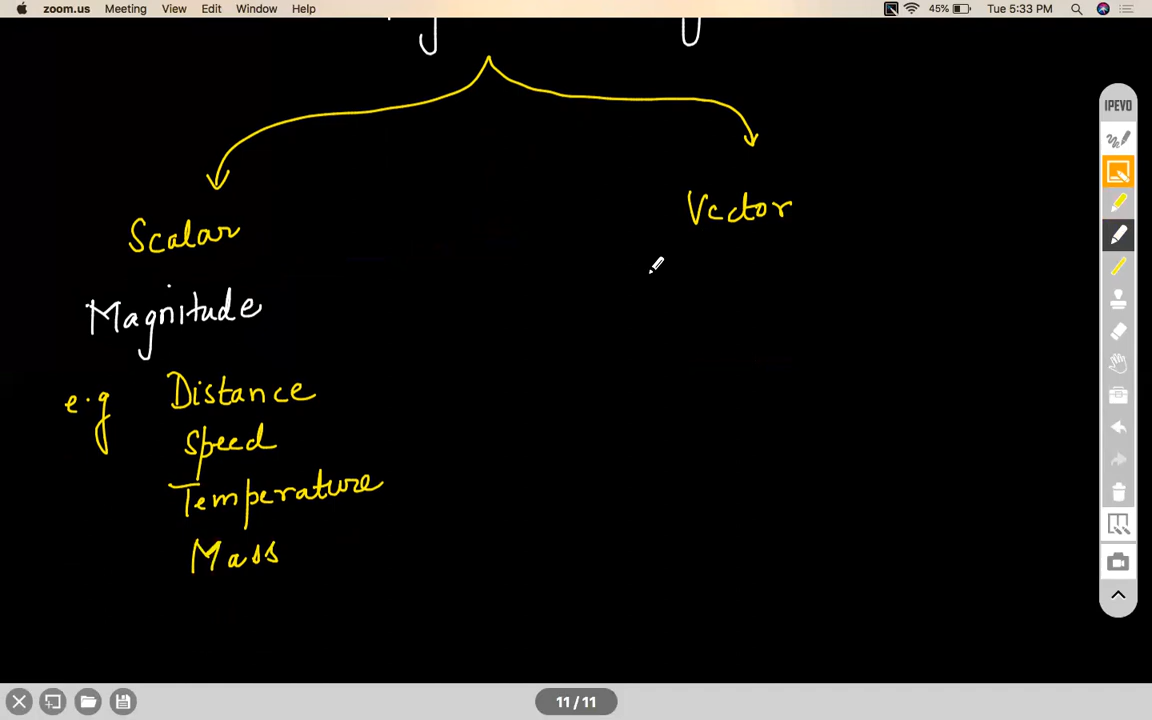 zoom.us Meeting View Edit Window Help 45% Tue 5:33 PM
IPEVO
Vector
Scalar
Magnitude
e.g Distance
Speed
Temperature
Mass
11/11